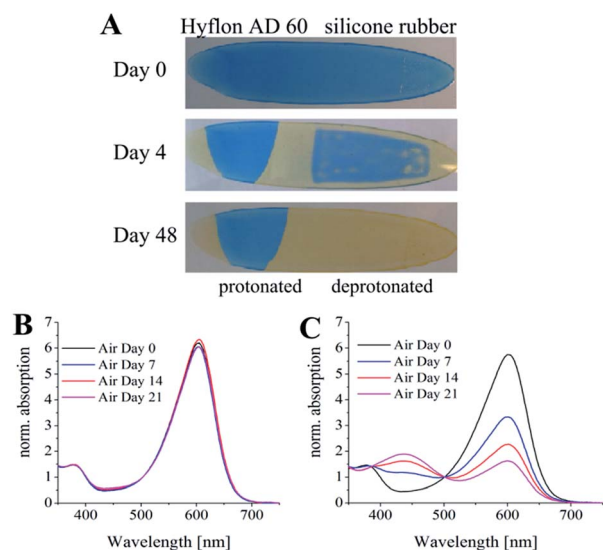 A
Hyflon AD 60 silicone rubber
Day 0
Day 4
Day 48
protonated deprotonated
B
7
6
5
4
3
2
1
0
norm. absorption
Air Day 0
Air Day 7
Air Day 14
Air Day 21
400 500 600 700
Wavelength [nm]
C
7
6
5
4
3
2
1
0
norm. absorption
Air Day 0
Air Day 7
Air Day 14
Air Day 21
400 500 600 700
Wavelength [nm]